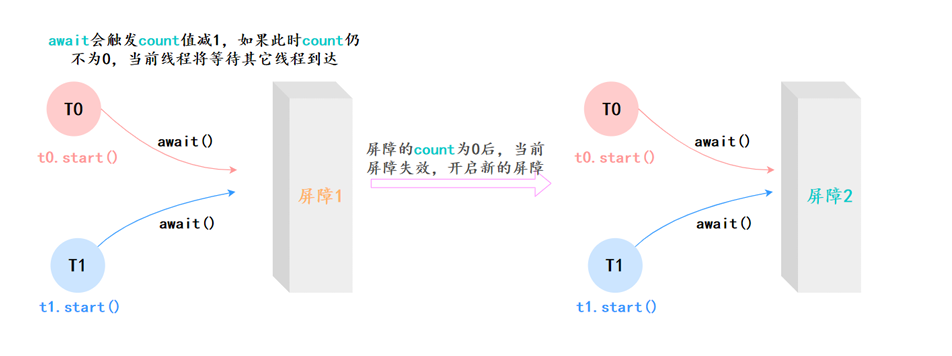 await会触发count值减1，如果此时count仍
不为0，当前线程将等待其它线程到达
T0
await()
t0.start()
屏障1
await()
T1
t1.start()
屏障的count为0后，当前
屏障失效，开启新的屏障
T0
await()
t0.start()
屏障2
await()
T1
t1.start()